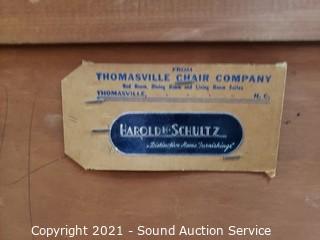 FROM
THOMASVILLE CHAIR COMPANY
Bed Room, Dining Room and Living Room Suites
THOMASVILLE, N. C.
HAROLD H. SCHULTZ
"Distinctive Home Furnishings"
Copyright 2021 - Sound Auction Service